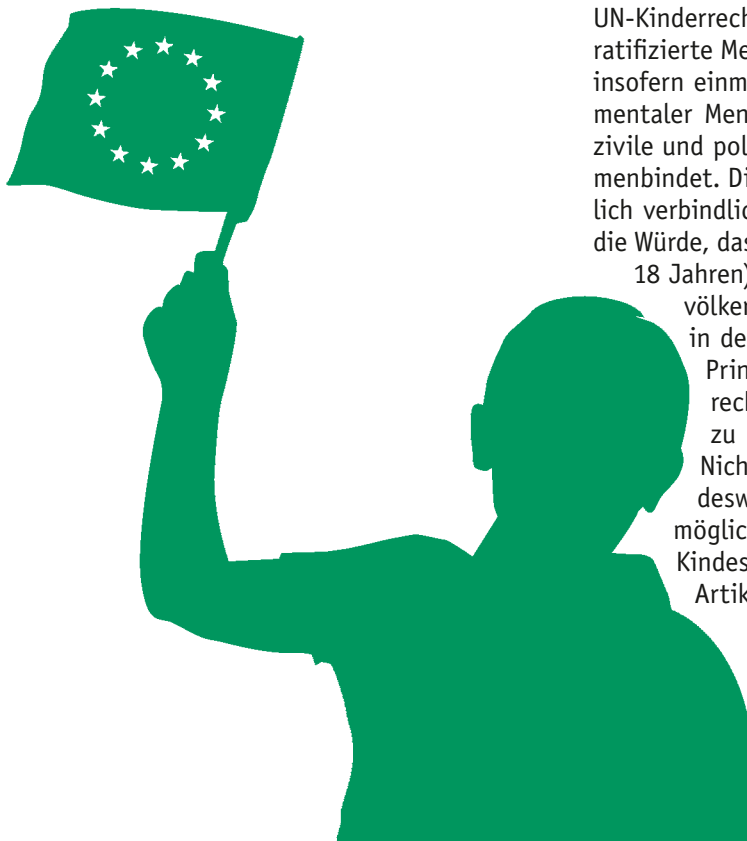 UN-Kinderrech
ratifizierte Me
insofern einm
mentaler Men
zivile und pol
menbindet. Di
lich verbindlic
die Würde, das
18 Jahren)
völker
in de
Prin
rech
zu
Nich
desw
möglic
Kindes
Artik